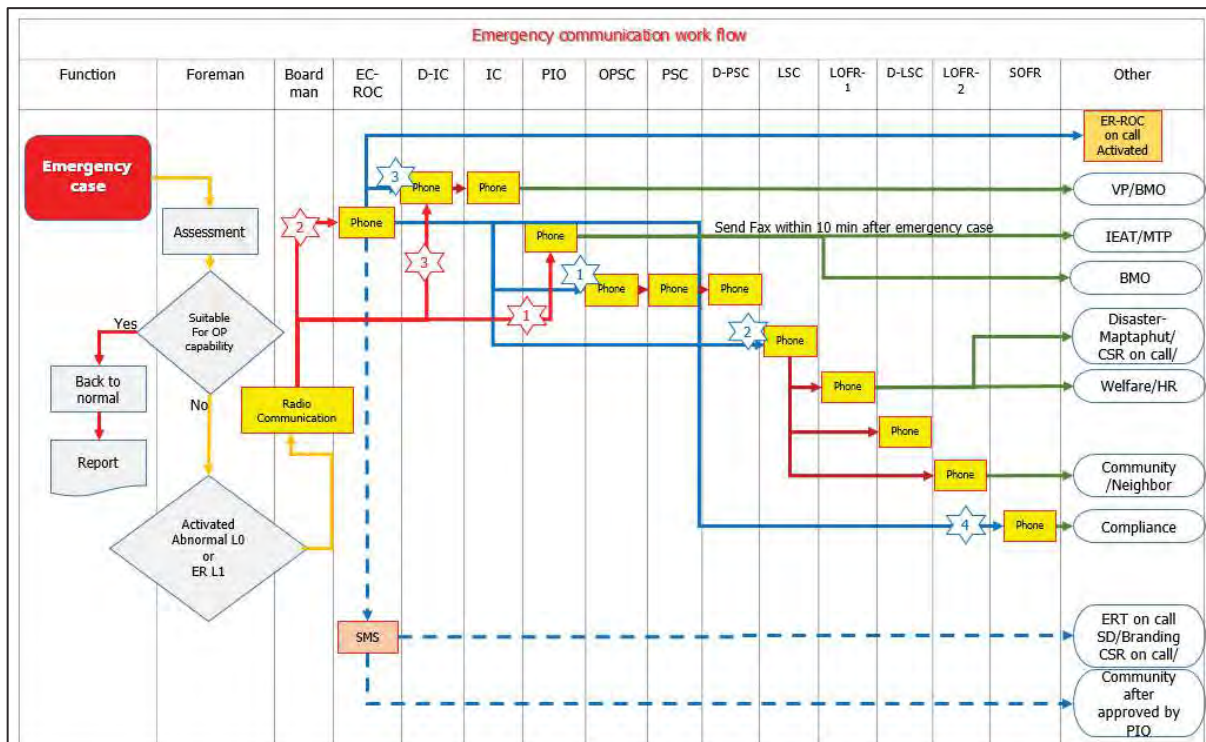 Emergency communication work flow
Function
Foreman
Board
man
EC-
ROC
D-IC
IC
PIO
OPSC
PSC
D-PSC
LSC
LOFR-
1
D-LSC
LOFR-
2
SOFR
Other
ER-ROC
on call
Activated
Emergency
case
3
Phone
Phone
VP/BMO
Assessment
2
Phone
Send Fax within 10 min after emergency case
Phone
IEAT/MTP
3
1
Phone
Phone
Phone
BMO
Yes
Suitable
For OP
capability
1
2
Phone
Disaster-
Maptaphut/
CSR on call/
Back to
normal
No
Radio
Communication
Phone
Welfare/HR
Phone
Report
Phone
Community
/Neighbor
Activated
Abnormal L0
or
ER L1
4
Phone
Compliance
SMS
ERT on call
SD/Branding
CSR on call/
Community
after
approved by
PIO